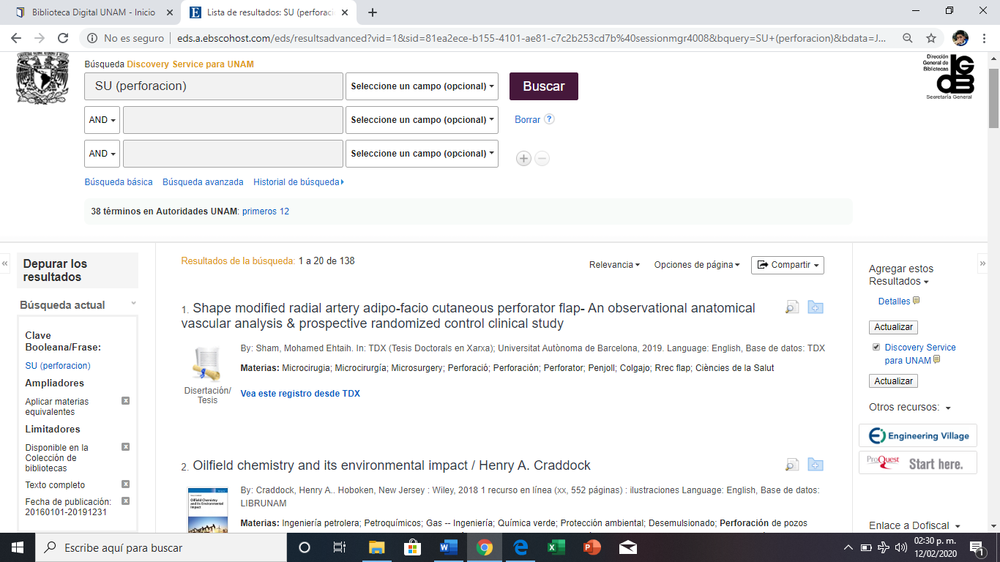 Biblioteca Digital UNAM - Inicio
Lista de resultados: SU (perforacio
No es seguro
eds.a.ebscohost.com/eds/resultsadvanced?vid=1&sid=81ea2ece-b155-4101-ae81-c7c2b253cd7b%40sessionmgr4008&bquery=SU+(perforacion)&bdata=J...
Búsqueda Discovery Service para UNAM
SU (perforacion)
Seleccione un campo (opcional)
Buscar
AND
Seleccione un campo (opcional)
Borrar ?
AND
Seleccione un campo (opcional)
Búsqueda básica Búsqueda avanzada Historial de búsqueda
38 términos en Autoridades UNAM: primeros 12
Dirección
General de
Bibliotecas
DGB
Secretaría General
Depurar los
resultados
Búsqueda actual
Clave
Booleana/Frase:
SU (perforacion)
Ampliadores
Aplicar materias
equivalentes
Limitadores
Disponible en la
Colección de
bibliotecas
Texto completo
Fecha de publicación:
20160101-20191231
Resultados de la búsqueda: 1 a 20 de 138
Relevancia Opciones de página Compartir
1. Shape modified radial artery adipo-facio cutaneous perforator flap- An observational anatomical
vascular analysis & prospective randomized control clinical study
By: Sham, Mohamed Ehtaih. In: TDX (Tesis Doctorals en Xarxa); Universitat Autònoma de Barcelona, 2019. Language: English, Base de datos: TDX
Materias: Microcirugia; Microcirurgía; Microsurgery; Perforació; Perforación; Perforator; Penjoll; Colgajo; Rrec flap; Ciències de la Salut
Disertación/
Tesis
Vea este registro desde TDX
2. Oilfield chemistry and its environmental impact / Henry A. Craddock
By: Craddock, Henry A.. Hoboken, New Jersey : Wiley, 2018 1 recurso en línea (xx, 552 páginas) : ilustraciones Language: English, Base de datos:
LIBRUNAM
Oilfield Chemistry
and its Environmental
Impact
Materias: Ingeniería petrolera; Petroquímicos; Gas -- Ingeniería; Química verde; Protección ambiental; Desemulsionado; Perforación de pozos
Agregar estos
Resultados
Detalles
Actualizar
Discovery Service
para UNAM
Actualizar
Otros recursos:
Engineering Village
ProQuest Start here.
Enlace a Dofiscal
Escribe aquí para buscar
02:30 p. m.
12/02/2020
1